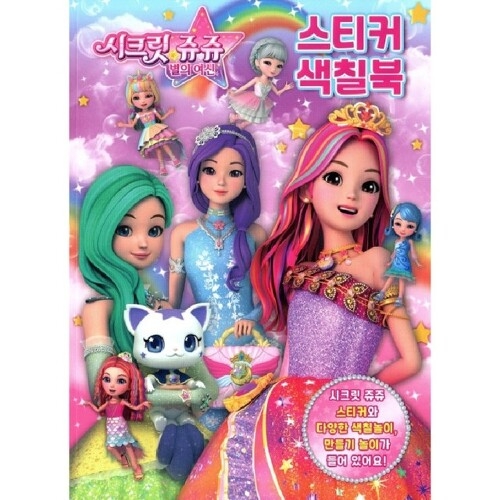 시크릿 쥬쥬
별의 여신
스티커
색칠북
시크릿 쥬쥬
스티커와
다양한 색칠놀이,
만들기 놀이가
들어 있어요!